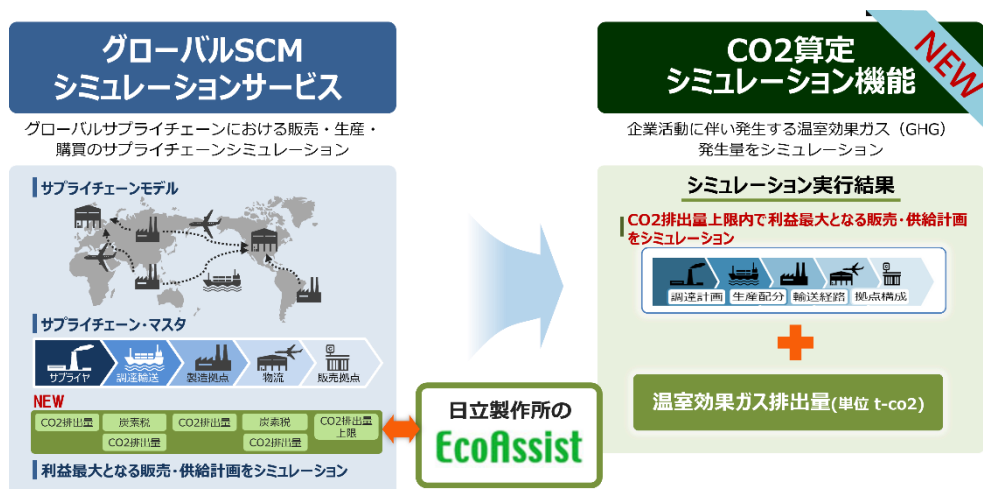 グローバルSCM
シミュレーションサービス
グローバルサプライチェーンにおける販売・生産・
購買のサプライチェーンシミュレーション
サプライチェーンモデル
サプライチェーン・マスタ
サプライヤ
調達輸送
製造拠点
物流
販売拠点
NEW
CO2排出量
炭素税
CO2排出量
炭素税
CO2排出量
上限
CO2排出量
CO2排出量
利益最大となる販売・供給計画をシミュレーション
日立製作所の
EcoAssist
CO2算定
シミュレーション機能
NEW
企業活動に伴い発生する温室効果ガス（GHG）
発生量をシミュレーション
シミュレーション実行結果
CO2排出量上限内で利益最大となる販売・供給計画
をシミュレーション
調達計画
生産配分
輸送経路
拠点構成
温室効果ガス排出量(単位 t-co2)